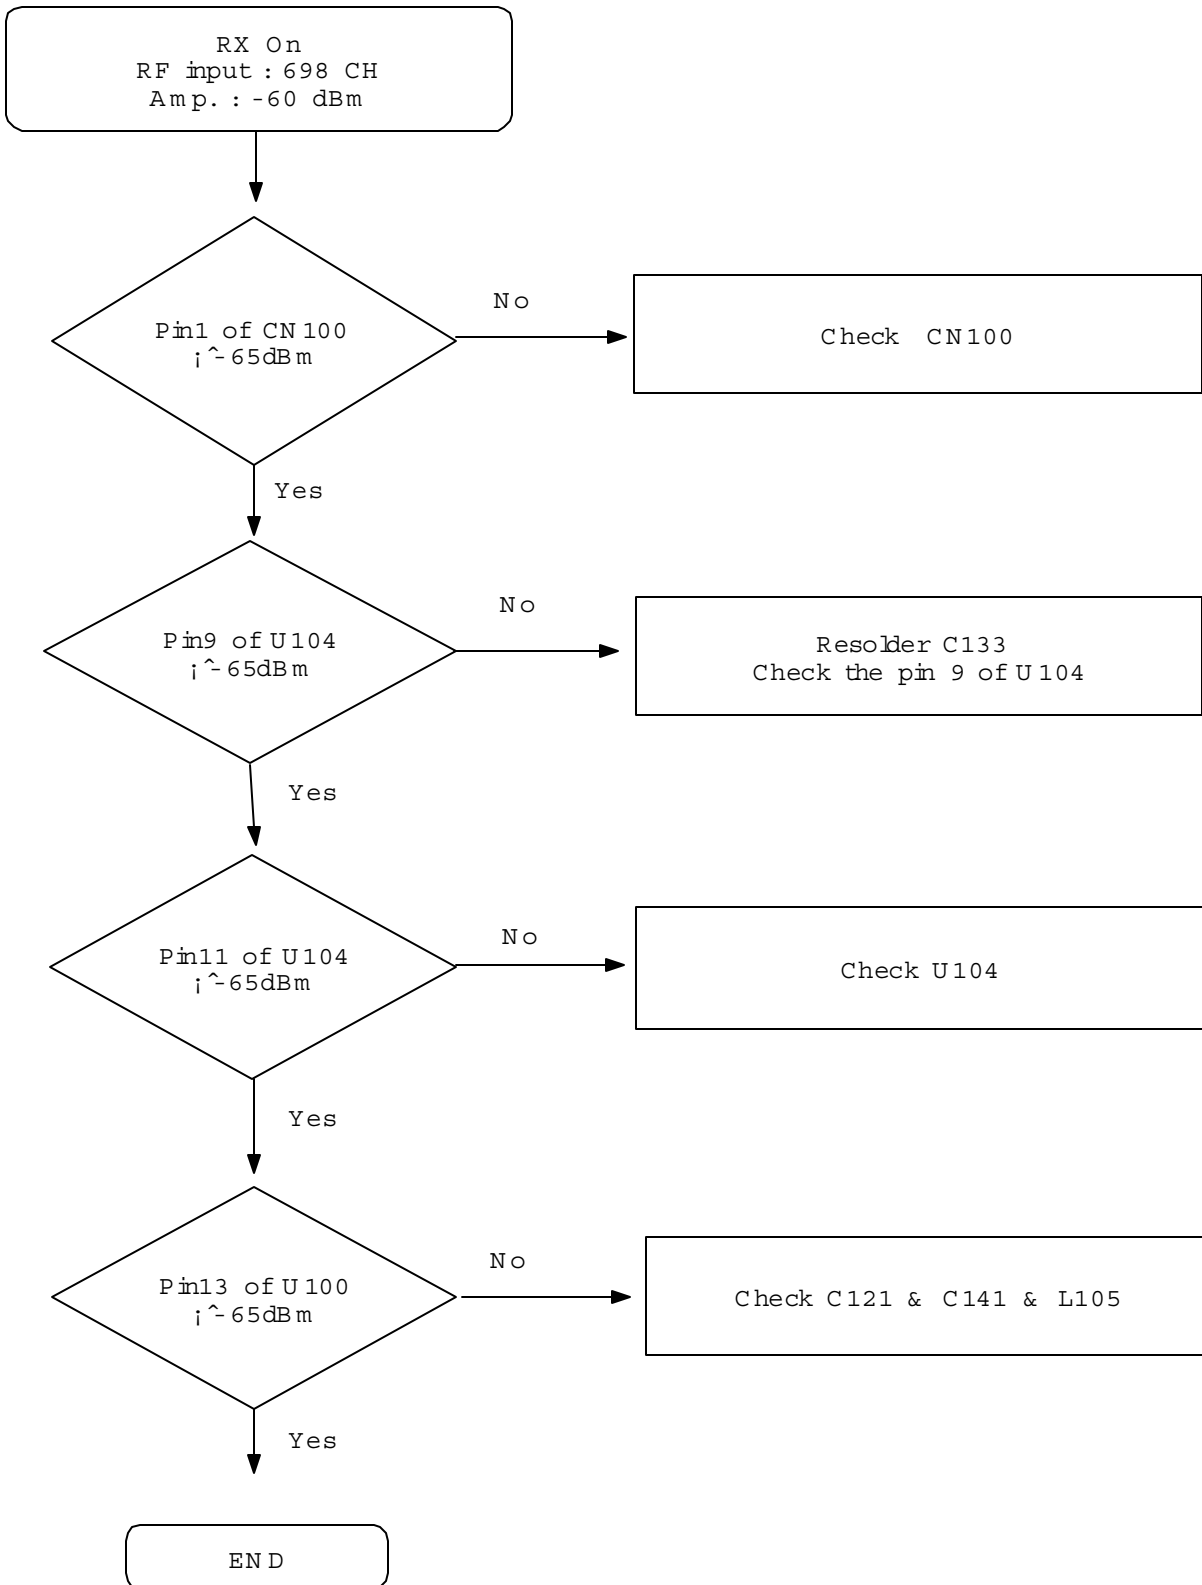 RX On
RF input : 698 CH
Amp. : -60 dBm
Pin1 of CN100
¡^-65dBm
No
Check CN100
Yes
Pin9 of U104
¡^-65dBm
No
Resolder C133
Check the pin 9 of U104
Yes
Pin11 of U104
¡^-65dBm
No
Check U104
Yes
Pin13 of U100
¡^-65dBm
No
Check C121 & C141 & L105
Yes
END